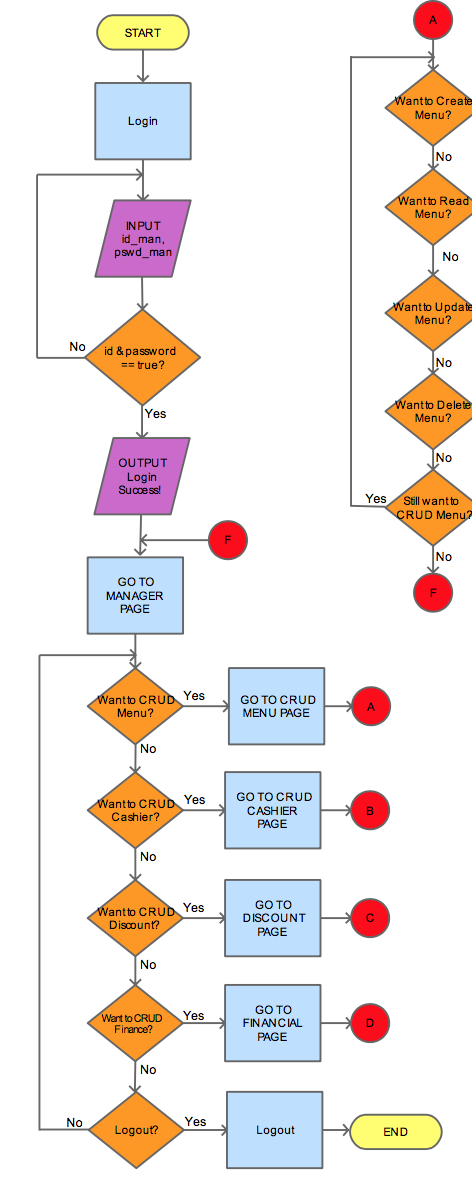 START
Login
INPUT
id_man,
pswd_man
No
id & password
== true?
Yes
OUTPUT
Login
Success!
F
GO TO
MANAGER
PAGE
Want to CRUD
Menu?
Yes
GO TO CRUD
MENU PAGE
A
No
Want to CRUD
Cashier?
Yes
GO TO CRUD
CASHIER
PAGE
B
No
Want to CRUD
Discount?
Yes
GO TO
DISCOUNT
PAGE
C
No
Want to CRUD
Finance?
Yes
GO TO
FINANCIAL
PAGE
D
No
No
Logout?
Yes
Logout
END
A
Want to Create
Menu?
No
Want to Read
Menu?
No
Want to Update
Menu?
No
Want to Delete
Menu?
No
Yes
Still want to
CRUD Menu?
No
F